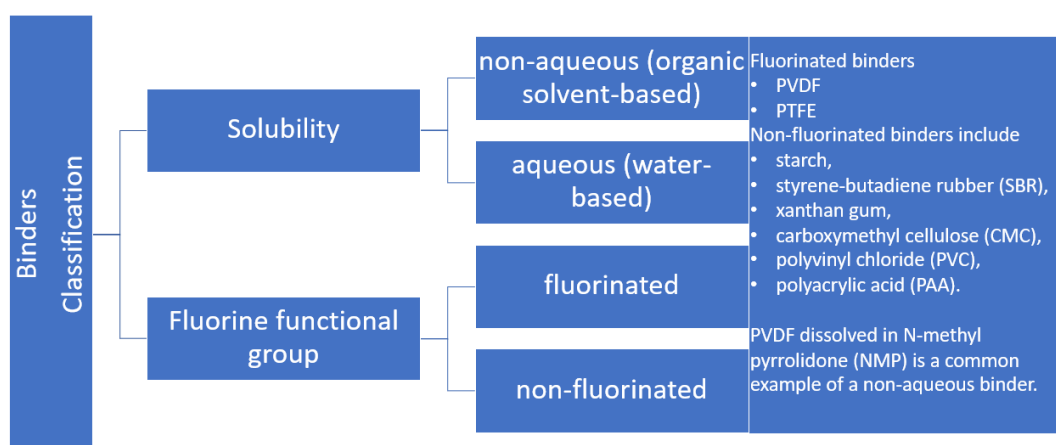 Binders
Classification
Solubility
Fluorine functional
group
non-aqueous (organic
solvent-based)
aqueous (water-
based)
fluorinated
non-fluorinated
Fluorinated binders
• PVDF
• PTFE
Non-fluorinated binders include
• starch,
• styrene-butadiene rubber (SBR),
• xanthan gum,
• carboxymethyl cellulose (CMC),
• polyvinyl chloride (PVC),
• polyacrylic acid (PAA).
PVDF dissolved in N-methyl
pyrrolidone (NMP) is a common
example of a non-aqueous binder.